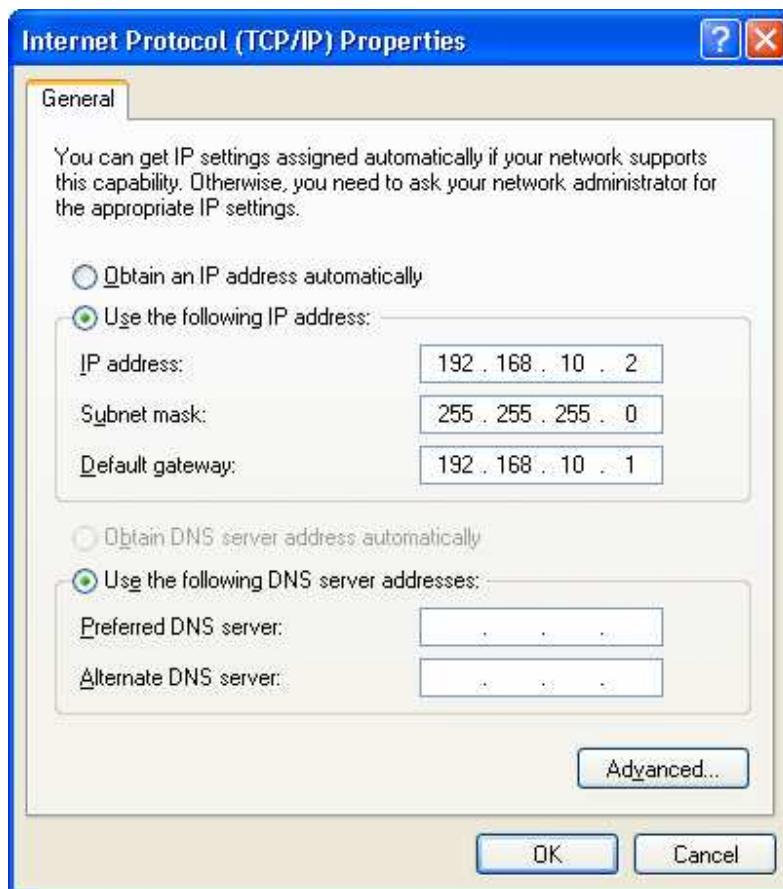 Internet Protocol (TCP/IP) Properties
General
You can get IP settings assigned automatically if your network supports
this capability. Otherwise, you need to ask your network administrator for
the appropriate IP settings.
Obtain an IP address automatically
Use the following IP address:
IP address: 192 . 168 . 10 . 2
Subnet mask: 255 . 255 . 255 . 0
Default gateway: 192 . 168 . 10 . 1
Obtain DNS server address automatically
Use the following DNS server addresses:
Preferred DNS server: . . .
Alternate DNS server: . . .
Advanced...
OK Cancel